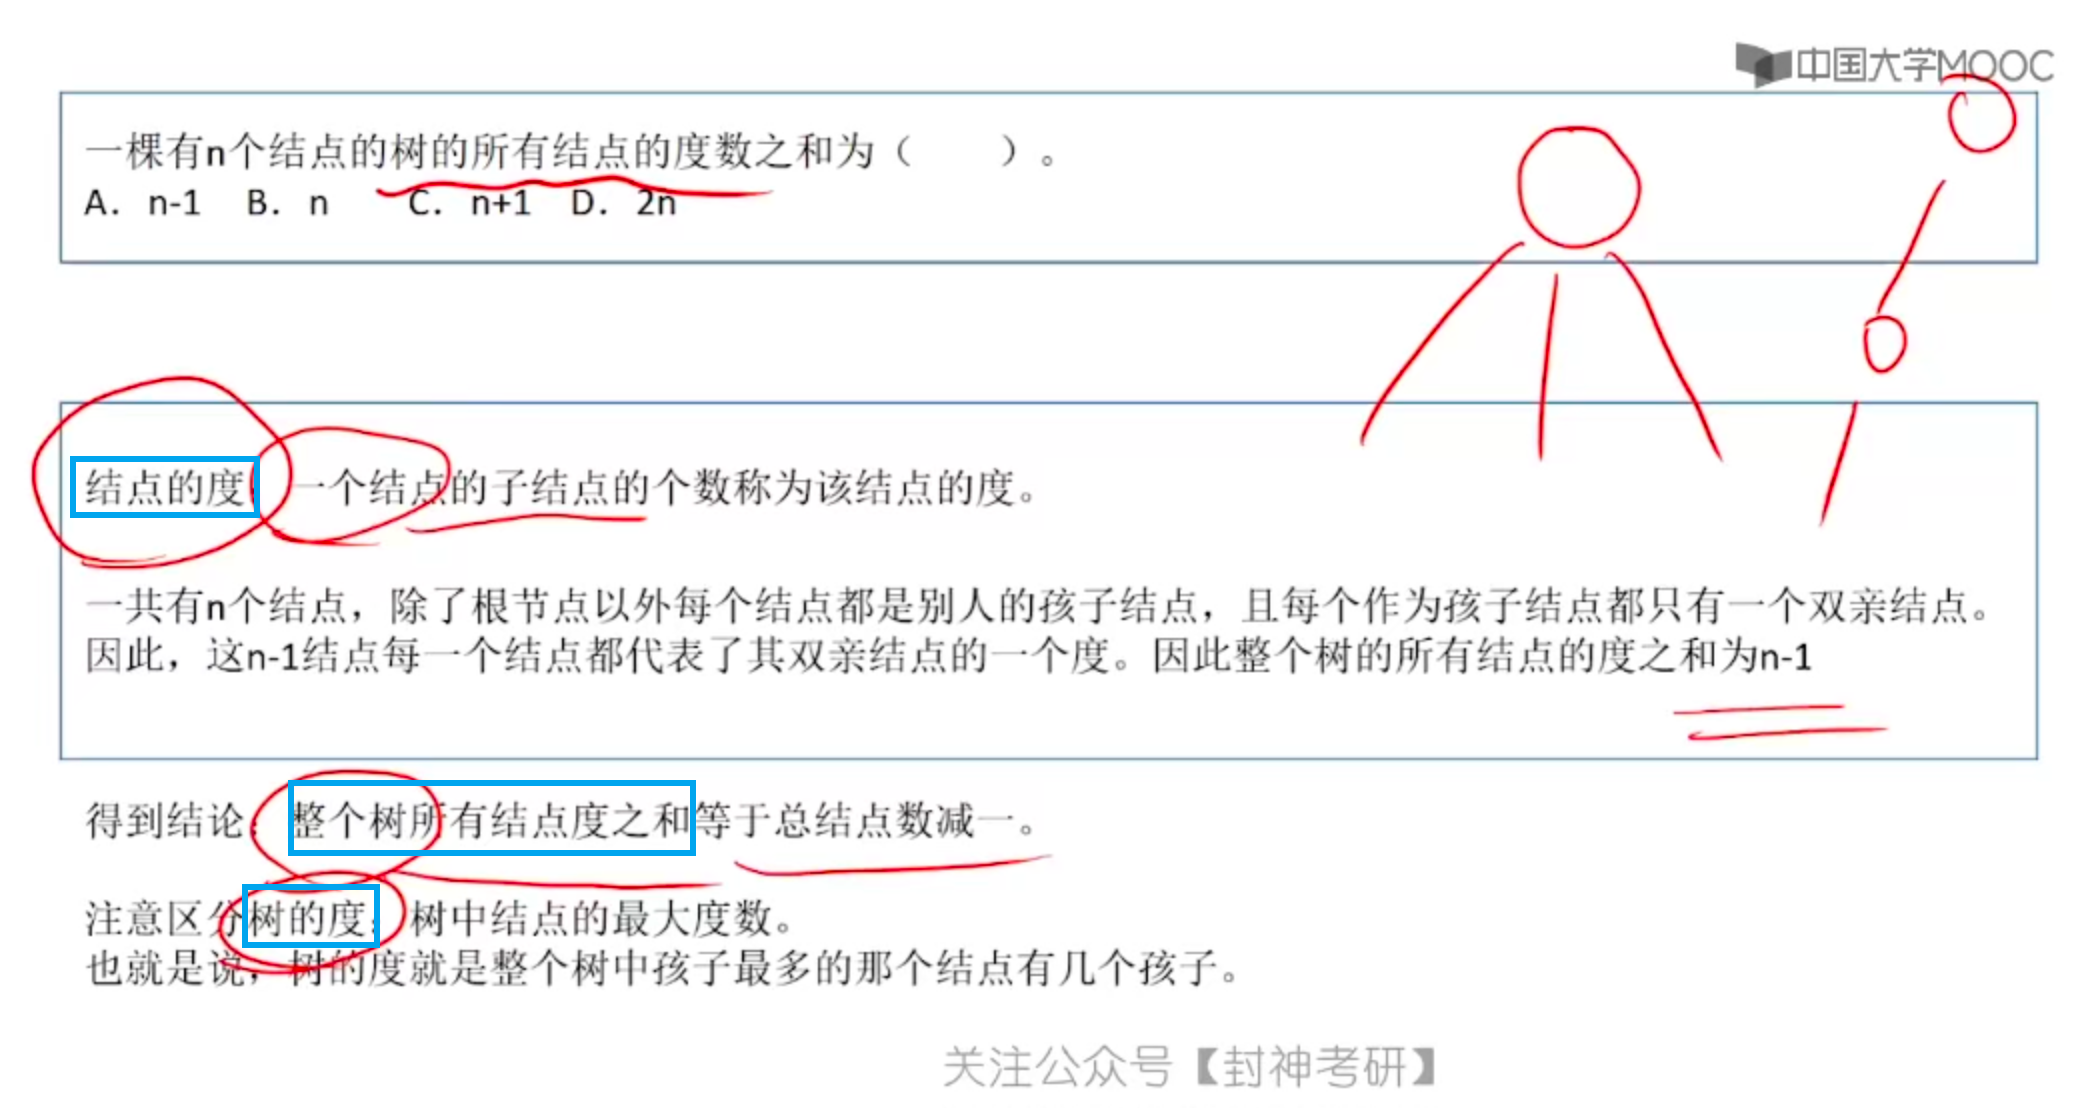 中国大学MOOC
一棵有n个结点的树的所有结点的度数之和为（　　）。
A. n-1 B. n C. n+1 D. 2n
结点的度：一个结点的子结点的个数称为该结点的度。
一共有n个结点，除了根节点以外每个结点都是别人的孩子结点，且每个作为孩子结点都只有一个双亲结点。
因此，这n-1结点每一个结点都代表了其双亲结点的一个度。因此整个树的所有结点的度之和为n-1
得到结论：整个树所有结点度之和等于总结点数减一。
注意区分树的度：树中结点的最大度数。
也就是说，树的度就是整个树中孩子最多的那个结点有几个孩子。
关注公众号【封神考研】